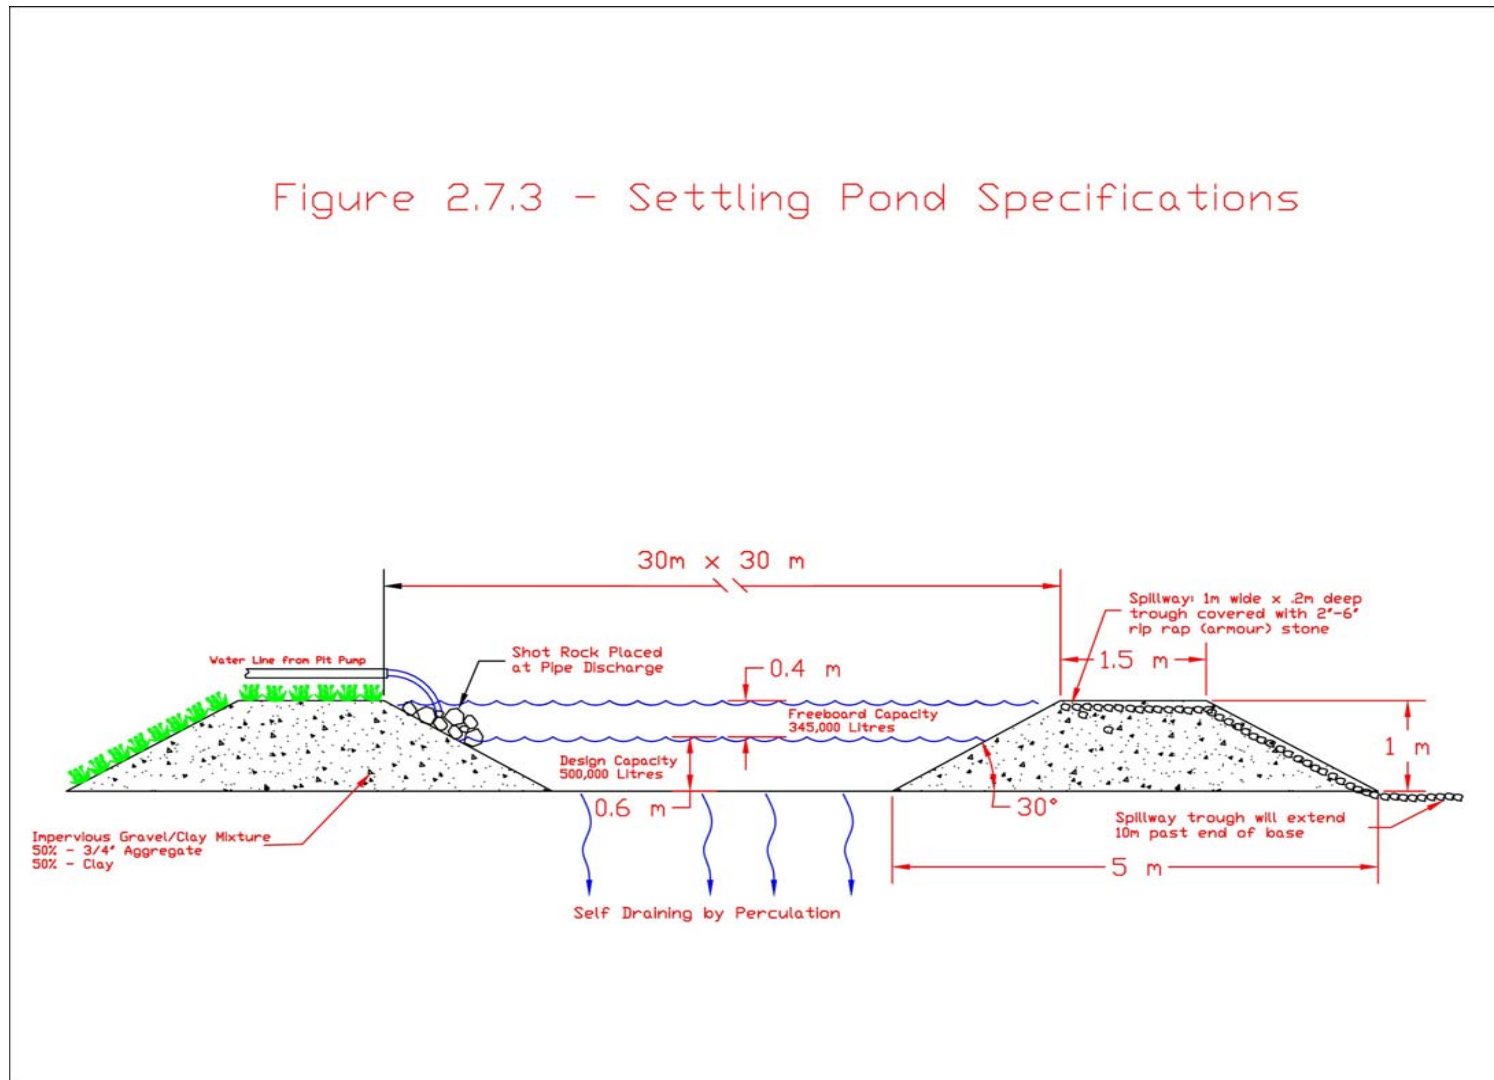 Figure 2.7.3 - Settling Pond Specifications
30m x 30 m
Spillway: 1m wide x .2m deep
trough covered with 2"-6"
rip rap (armour) stone
Water Line from Pit Pump
Shot Rock Placed
at Pipe Discharge
0.4 m
1.5 m
Freeboard Capacity
345,000 Litres
1 m
Design Capacity
500,000 Litres
0.6 m
30°
Impervious Gravel/Clay Mixture
50% - 3/4" Aggregate
50% - Clay
Spillway trough will extend
10m past end of base
5 m
Self Draining by Perculation